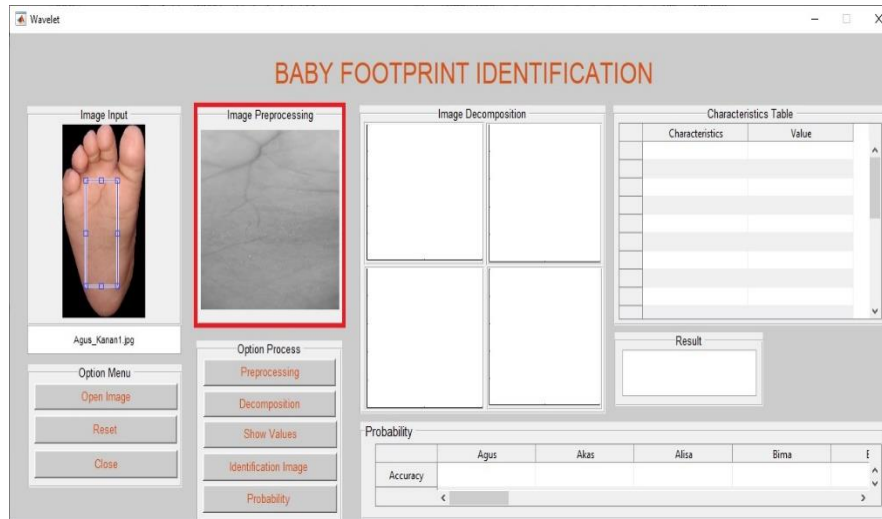 Wavelet
BABY FOOTPRINT IDENTIFICATION
Image Input
Agus_Kanan1.jpg
Option Menu
Open Image
Reset
Close
Image Preprocessing
Option Process
Preprocessing
Decomposition
Show Values
Identification Image
Probability
Image Decomposition
Characteristics Table
Characteristics Value
Result
Probability
Agus Akas Alisa Bima
Accuracy